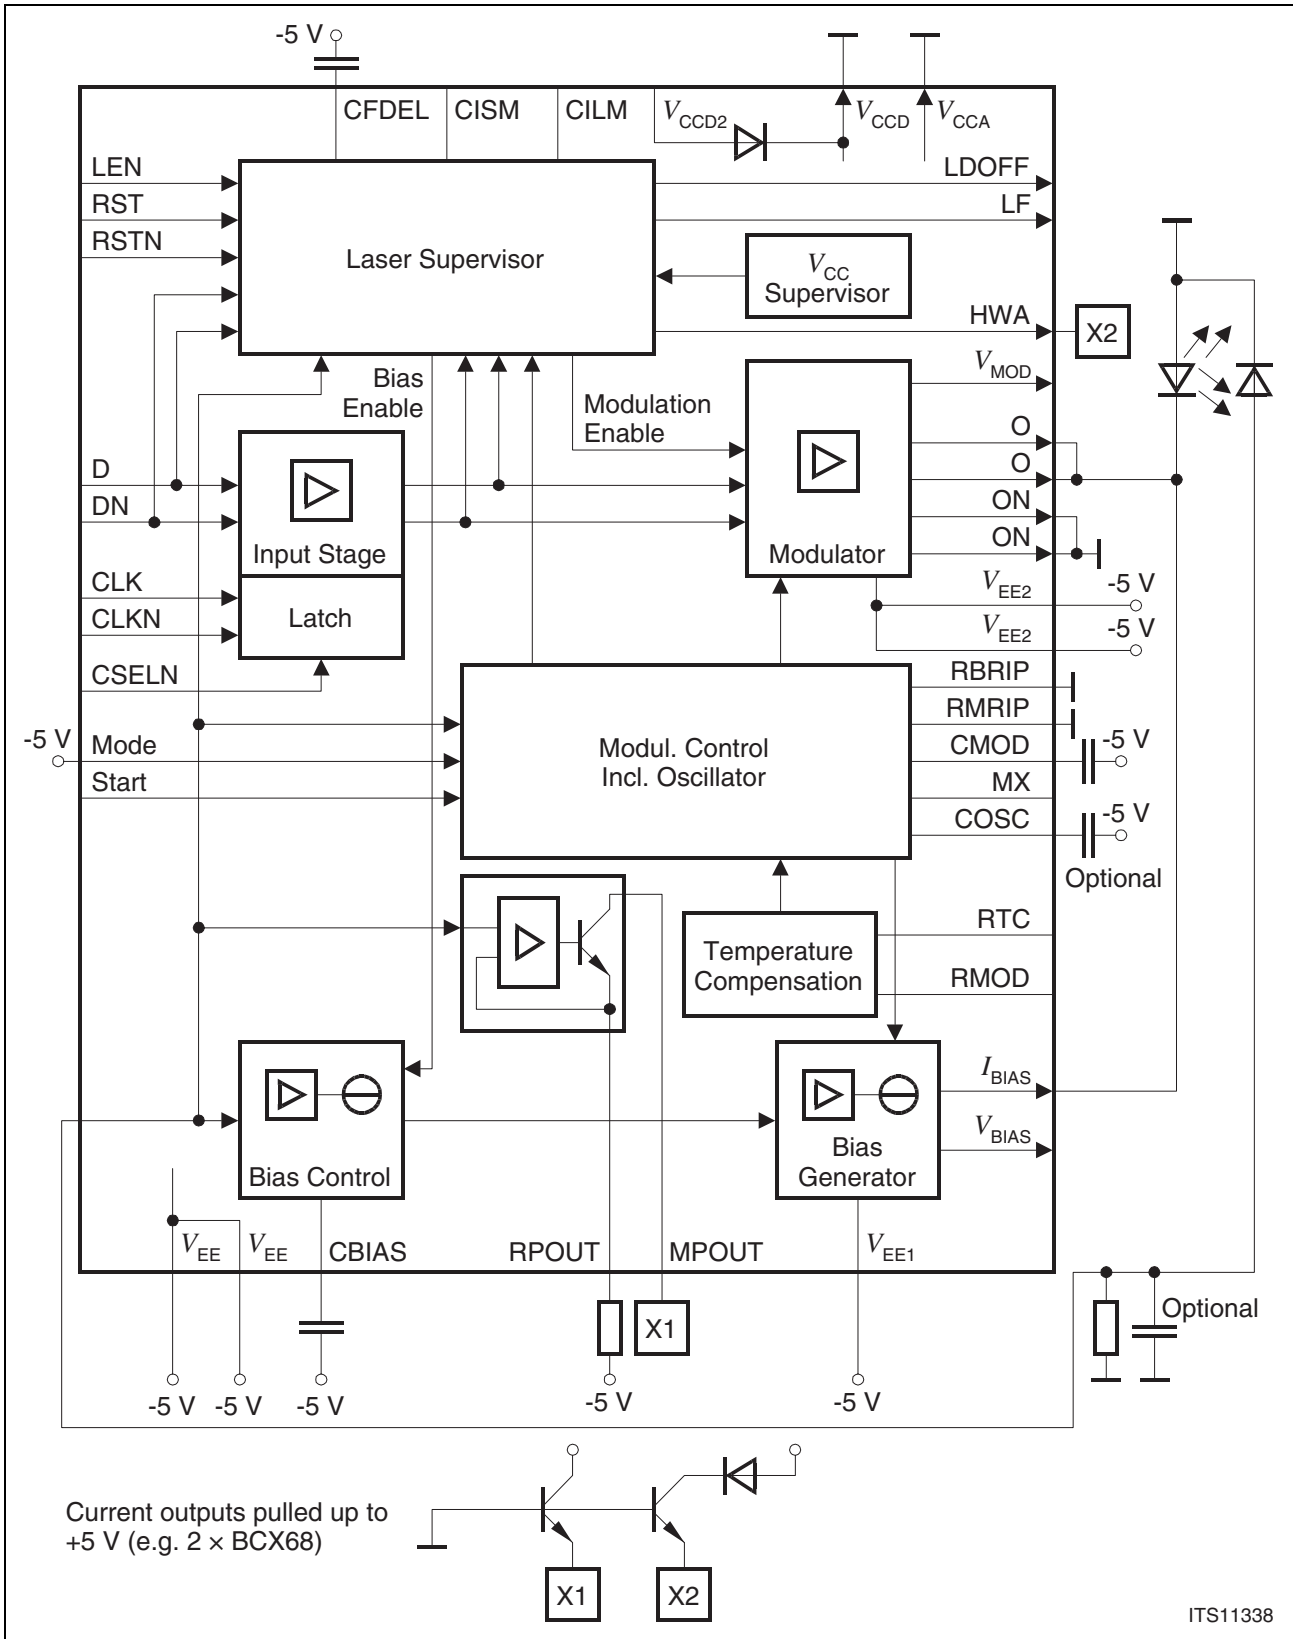 -5 V
CFDEL CISM CILM VCCD2 VCCD VCCA
LEN
RST
RSTN
Laser Supervisor
LDOFF
LF
VCC
Supervisor
HWA
X2
Bias
Enable
Modulation
Enable
VMOD
O
O
ON
ON
D
DN
Input Stage
Modulator
CLK
CLKN
Latch
CSELN
VEE2 -5 V
VEE2 -5 V
-5 V Mode
Start
Modul. Control
Incl. Oscillator
RBRIP
RMRIP
CMOD -5 V
MX
COSC -5 V
Optional
Temperature
Compensation
RTC
RMOD
Bias Control
Bias
Generator
IBIAS
VBIAS
VEE VEE CBIAS RPOUT MPOUT VEE1
X1
Optional
-5 V -5 V -5 V -5 V -5 V
Current outputs pulled up to
+5 V (e.g. 2 × BCX68)
X1 X2
ITS11338